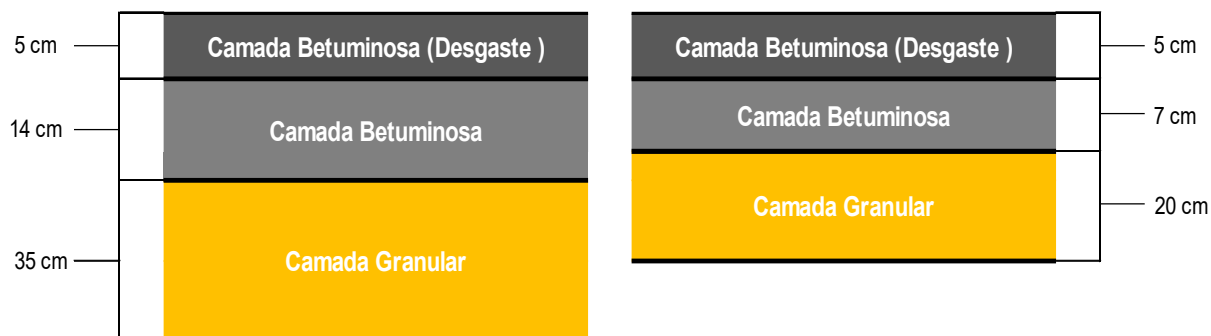 5 cm
Camada Betuminosa (Desgaste )
14 cm
Camada Betuminosa
35 cm
Camada Granular
Camada Betuminosa (Desgaste )
5 cm
Camada Betuminosa
7 cm
Camada Granular
20 cm